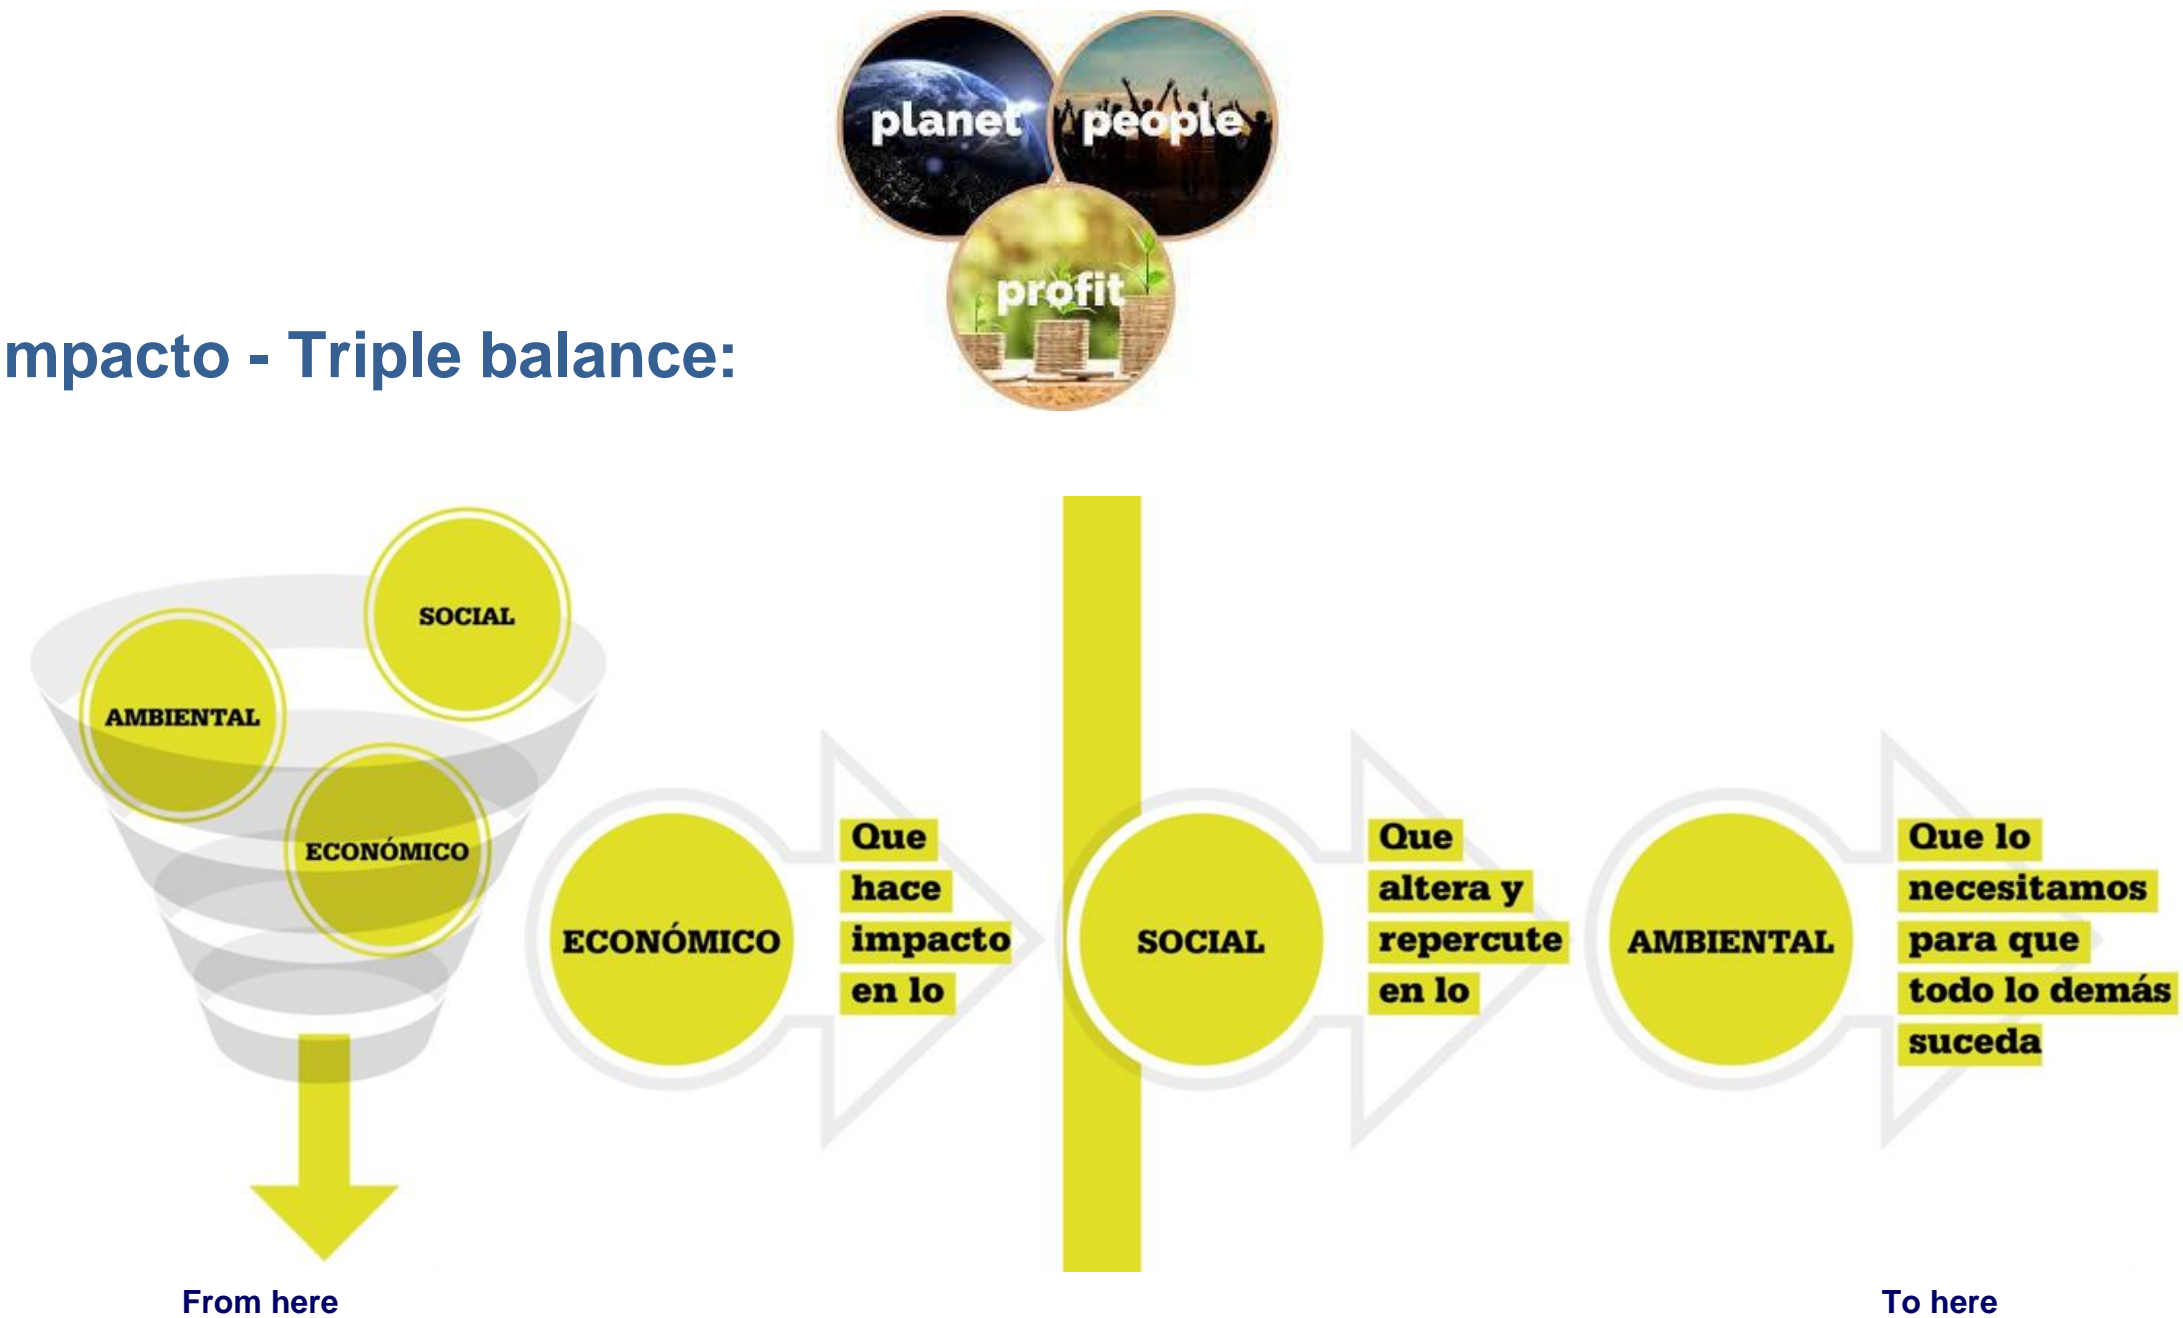 planet
people
profit
mpacto - Triple balance:
SOCIAL
AMBIENTAL
ECONÓMICO
ECONÓMICO
Que
hace
impacto
en lo
SOCIAL
Que
altera y
repercute
en lo
AMBIENTAL
Que lo
necesitamos
para que
todo lo demás
suceda
From here
To here